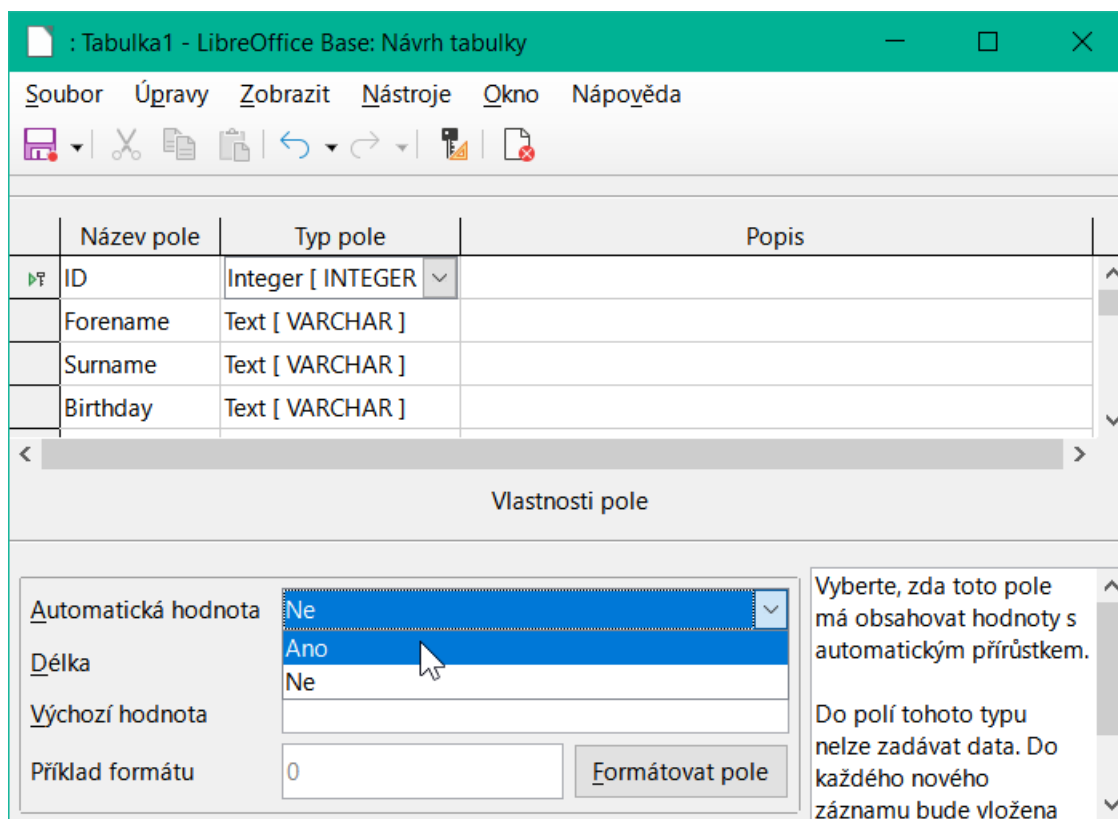 : Tabulka1 - LibreOffice Base: Návrh tabulky
Soubor Úpravy Zobrazit Nástroje Okno Nápověda
Název pole Typ pole Popis
ID Integer [ INTEGER
Forename Text [ VARCHAR ]
Surname Text [ VARCHAR ]
Birthday Text [ VARCHAR ]
Vlastnosti pole
Automatická hodnota Ne
Ano
Délka
Ne
Výchozí hodnota
Příklad formátu 0 Formátovat pole
Vyberte, zda toto pole
má obsahovat hodnoty s
automatickým přírůstkem.
Do polí tohoto typu
nelze zadávat data. Do
každého nového
záznamu bude vložena